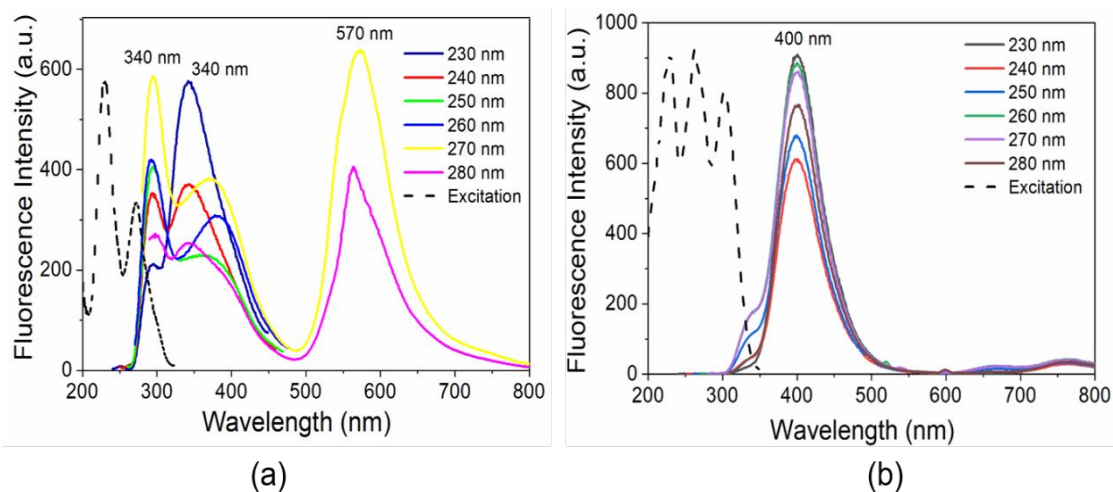 340 nm
340 nm
570 nm
230 nm
240 nm
250 nm
260 nm
270 nm
280 nm
Excitation
Fluorescence Intensity (a.u.)
600
400
200
0
200 300 400 500 600 700 800
Wavelength (nm)
(a)
400 nm
230 nm
240 nm
250 nm
260 nm
270 nm
280 nm
Excitation
Fluorescence Intensity (a.u.)
1000
800
600
400
200
0
200 300 400 500 600 700 800
Wavelength (nm)
(b)